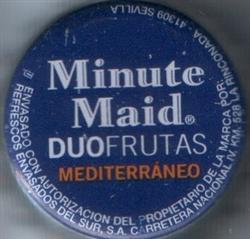 Minute
Maid®
DUOFRUTAS
MEDITERRÁNEO
ENVASADO CON AUTORIZACION DEL PROPIETARIO DE LA MARCA POR:
REFRESCOS ENVASADOS DEL SUR, S.A. CARRETERA NACIONAL IV, KM. 528 LA RINCONADA
41309 SEVILLA